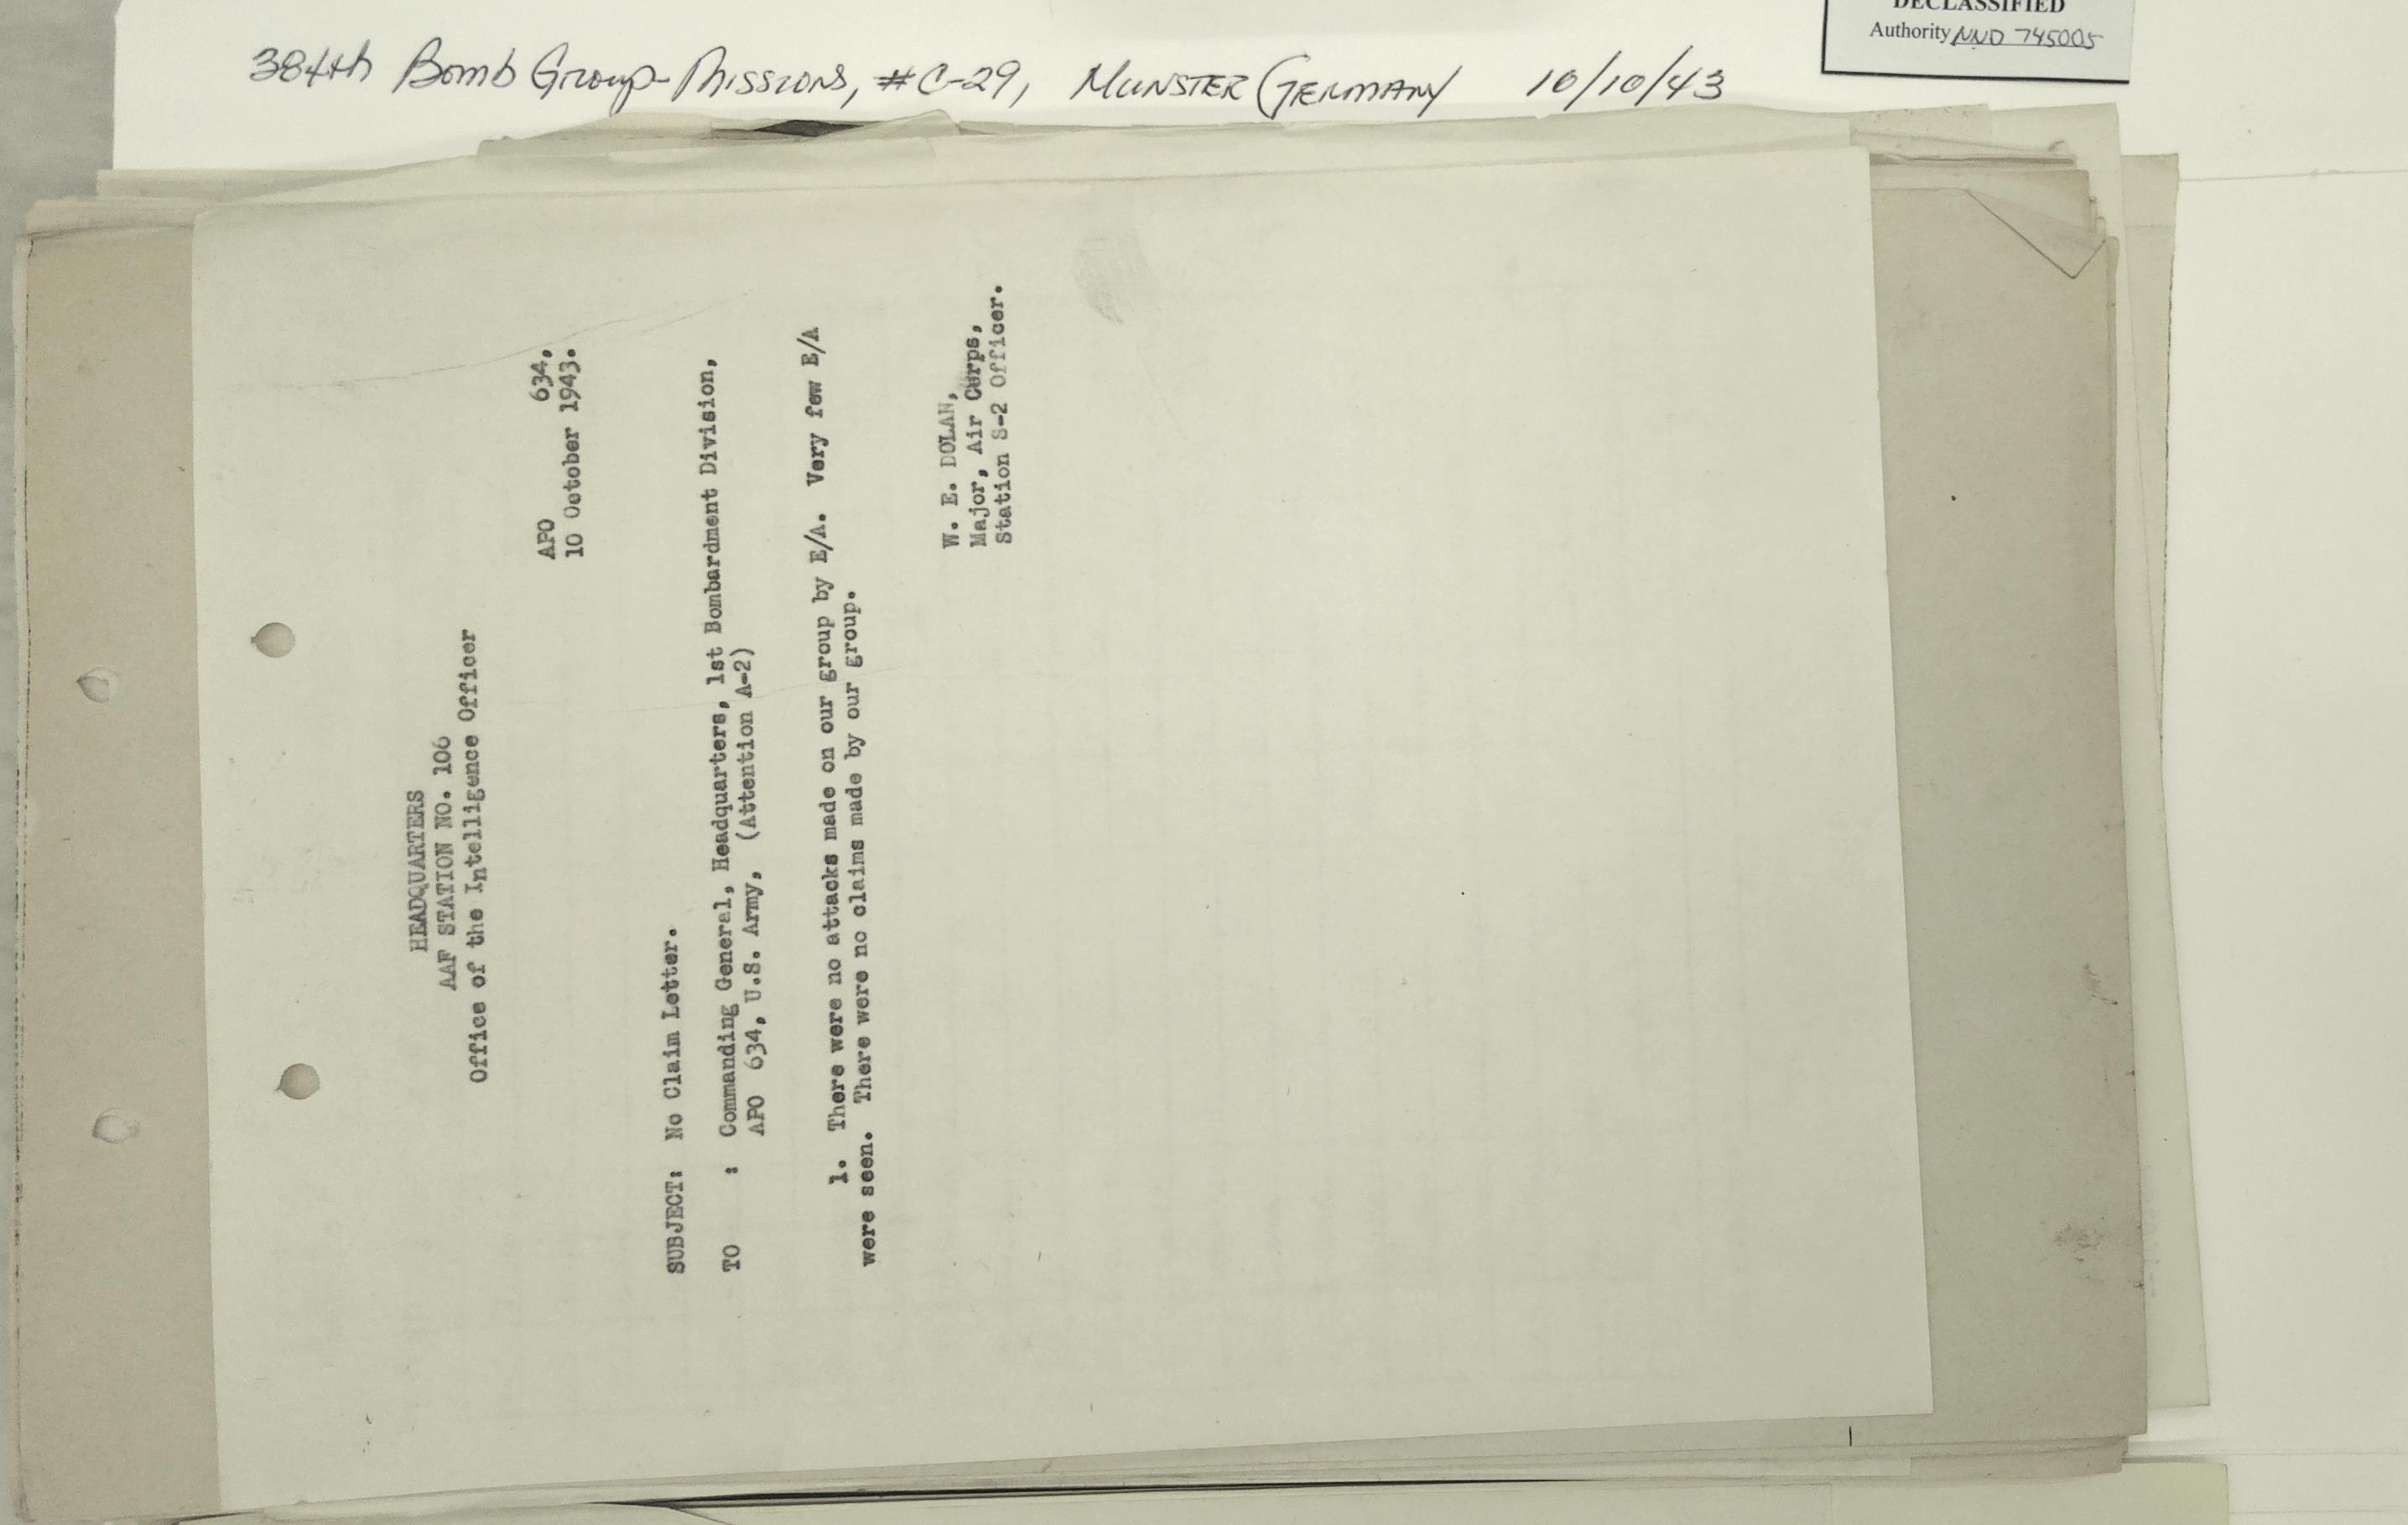 DECLASSIFIED
Authority NND 745005
384th Bomb Group-Missions, #C-29, MUNSTER GERMANY 10/10/43
HEADQUARTERS
AAF STATION NO. 106
Office of the Intelligence Officer
APO 634,
10 October 1943.
SUBJECT: No Claim Letter.
TO : Commanding General, Headquarters, 1st Bombardment Division,
APO 634, U.S. Army, (Attention A-2)
1. There were no attacks made on our group by E/A. Very few E/A
were seen. There were no claims made by our group.
W. E. DOLAN,
Major, Air Corps,
Station S-2 Officer.